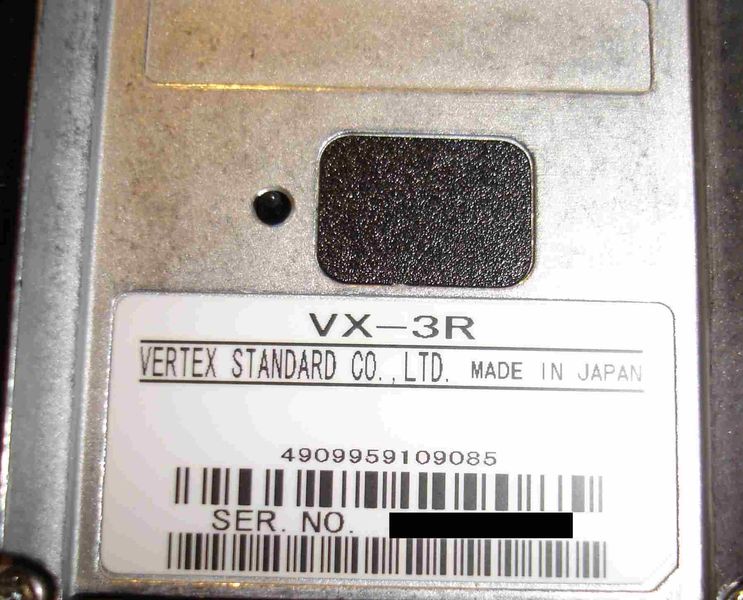 VX-3R
VERTEX STANDARD CO.,LTD. MADE IN JAPAN
4909959109085
SER. NO.